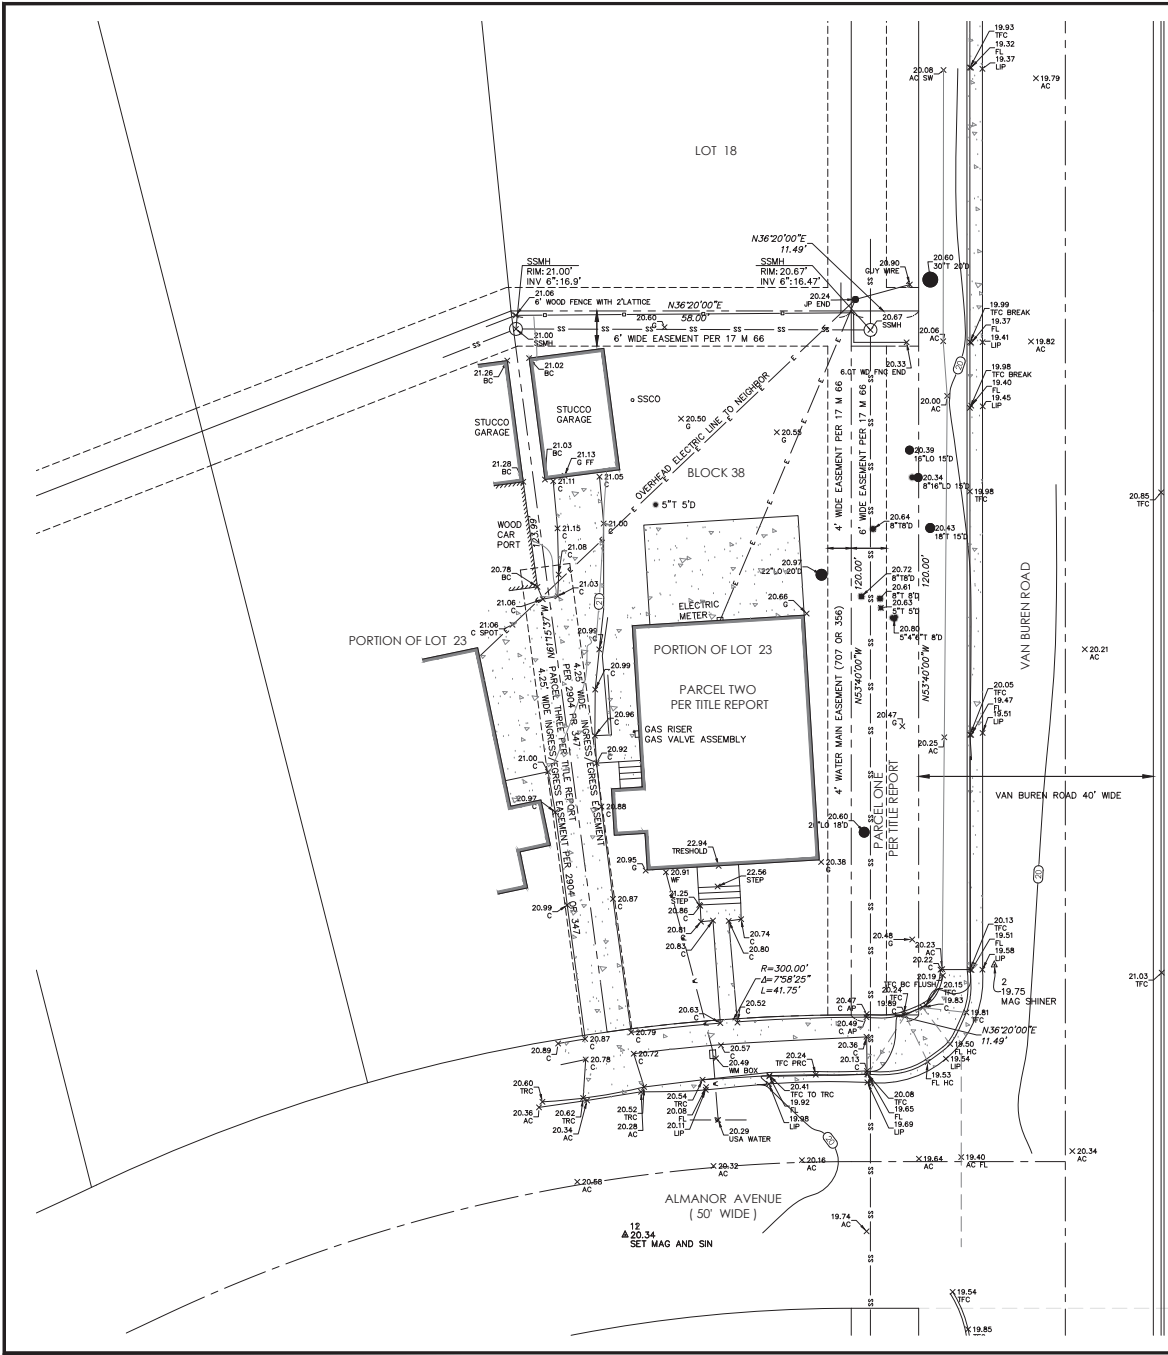 19.93
TFC
19.32
FL
19.37
LIP
20.08
AC SW
19.79
AC
LOT 18
N36°20'00"E
11.49'
SSMH
RIM: 21.00'
INV 6":16.9'
SSMH
RIM: 20.67'
INV 6":16.47'
20.90
GUY WIRE
20.60
30"T 20'D
21.06
6' WOOD FENCE WITH 2'LATTICE
N36°20'00"E
58.00'
20.60
G
20.24
JP END
20.67
SSMH
21.00
SSMH
SS
6' WIDE EASEMENT PER 17 M 66
19.99
TFC BREAK
19.37
FL
19.41
LIP
20.06
AC
19.82
AC
20.33
6.0T WD FNC END
20
19.98
TFC BREAK
19.40
FL
19.45
LIP
20.00
AC
21.26
BC
21.02
BC
STUCCO
GARAGE
STUCCO
GARAGE
SSCO
20.50
G
20.55
G
OVERHEAD ELECTRIC LINE TO NEIGHBOR
4' WIDE EASEMENT PER 17 M 66
6' WIDE EASEMENT PER 17 M 66
21.03
BC
21.13
G FF
21.28
BC
21.11
C
21.05
C
BLOCK 38
20.39
16"LO 15'D
20.34
8"16"LO 15'D
19.98
TFC
20.85
TFC
5"T 5'D
WOOD
CAR
PORT
123.99'
21.15
C
21.00
C
21.08
C
20.64
8"T8'D
20.43
18"T 15'D
20.78
BC
21.03
C
20.97
22"LO 20'D
20.72
8"T8'D
20.61
8"T 8'D
20.63
5"T 5'D
120.00'
120.00'
21.06
C
21
20.66
G
ELECTRIC
METER
21.06
C SPOT
20.99
C
20.80
5"4"6"T 8'D
VAN BUREN ROAD
PORTION OF LOT 23
N61°15'37"W
PORTION OF LOT 23
20.21
AC
20.99
C
PARCEL TWO
PER TITLE REPORT
N53°40'00"W
N53°40'00"W
20.05
TFC
19.47
FL
19.51
LIP
20.96
C
GAS RISER
GAS VALVE ASSEMBLY
20.47
G
20.25
AC
4' WATER MAIN EASEMENT (707 OR 356)
20.92
C
21.00
C
PARCEL THREE PER TITLE REPORT
4.25' WIDE INGRESS/EGRESS EASEMENT PER 2904 OR 347
4.25' WIDE INGRESS/EGRESS EASEMENT
PER 2904 OR 347
20.97
C
20.88
C
VAN BUREN ROAD 40' WIDE
PARCEL ONE
PER TITLE REPORT
20.60
18'D
22.94
TRESHOLD
20.95
G
20.91
WF
22.56
STEP
20.38
G
20
21.25
STEP
20.99
C
20.87
C
20.86
C
20.81
C
20.83
C
20.74
C
20.80
C
20.48
G
20.23
AC
20.22
C
20.13
TFC
19.51
FL
19.58
LIP
R=300.00'
Δ=7°58'25"
L=41.75'
20.19
TFC BC FLUSH
20.15
TFC
2
19.75
MAG SHINER
21.03
TFC
20.24
TFC
20.63
C
20.52
C
20.47
C AP
19.89
C
19.83
C
19.81
TFC
20.49
C AP
N36°20'00"E
11.49'
20.79
C
20.87
C
20.89
C
20.36
C
19.50
FL HC
19.54
LIP
20.57
C
20.72
C
20.78
C
20.49
WM BOX
20.24
TFC PRC
20.13
C
19.53
FL HC
20.60
TRC
20.36
AC
20.62
TRC
20.34
AC
20.52
TRC
20.28
AC
20.54
TRC
20.08
FL
20.11
LIP
20.41
TFC TO TRC
19.92
FL
19.98
LIP
20.08
TFC
19.65
FL
19.69
LIP
20.29
USA WATER
20
20.34
AC
19.40
AC FL
19.64
AC
20.16
AC
20.32
AC
20.58
AC
ALMANOR AVENUE
( 50' WIDE )
19.74
AC
12
20.34
SET MAG AND SIN
19.54
TFC
19.85